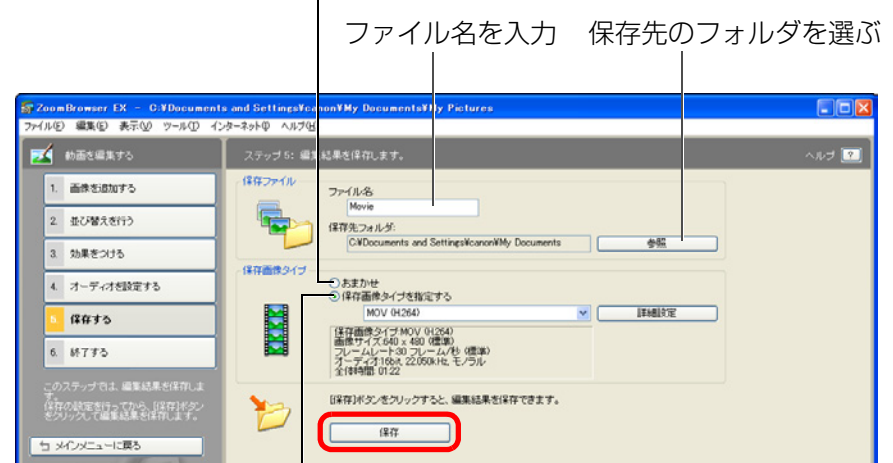 ファイル名を入力 保存先のフォルダを選ぶ
ZoomBrowser EX - C:¥Documents and Settings¥canon¥My Documents¥My Pictures
ファイル(F) 編集(E) 表示(V) ツール(T) インターネット(I) ヘルプ(H)
動画を編集する
ステップ5: 編集結果を保存します。
ヘルプ ?
1. 画像を追加する
2. 並び替えを行う
3. 効果をつける
4. オーディオを設定する
5. 保存する
6. 終了する
このステップでは、編集結果を保存します。
保存の設定を行ってから、[保存]ボタンをクリックして編集結果を保存します。
メインメニューに戻る
保存ファイル
ファイル名
Movie
保存先フォルダ:
C:¥Documents and Settings¥canon¥My Documents
参照
保存画像タイプ
おまかせ
保存画像タイプを指定する
MOV (H.264)
詳細設定
保存画像タイプ:MOV (H.264)
画像サイズ:640 x 480 (標準)
フレームレート:30 フレーム/秒 (標準)
オーディオ:16bit, 22.050kHz, モノラル
全体時間: 01:22
[保存]ボタンをクリックすると、編集結果を保存できます。
保存